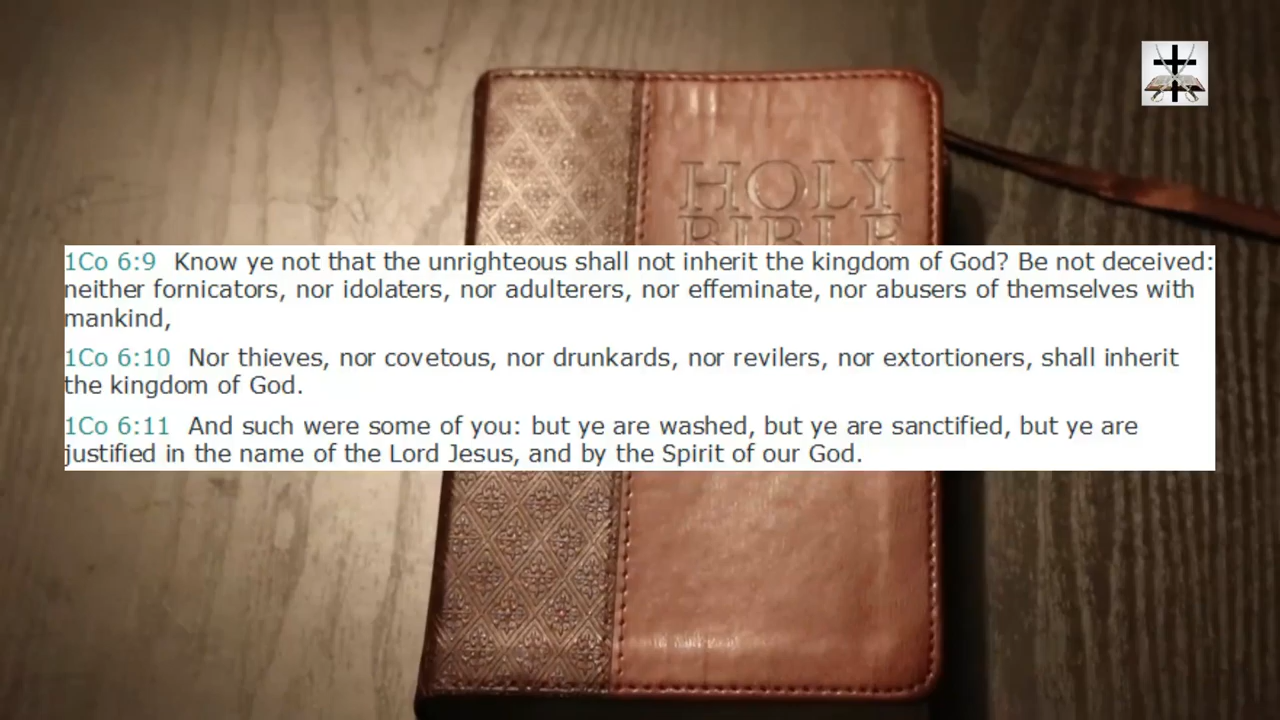 HOLY
BIBLE
1Co 6:9 Know ye not that the unrighteous shall not inherit the kingdom of God? Be not deceived:
neither fornicators, nor idolaters, nor adulterers, nor effeminate, nor abusers of themselves with
mankind,
1Co 6:10 Nor thieves, nor covetous, nor drunkards, nor revilers, nor extortioners, shall inherit
the kingdom of God.
1Co 6:11 And such were some of you: but ye are washed, but ye are sanctified, but ye are
justified in the name of the Lord Jesus, and by the Spirit of our God.